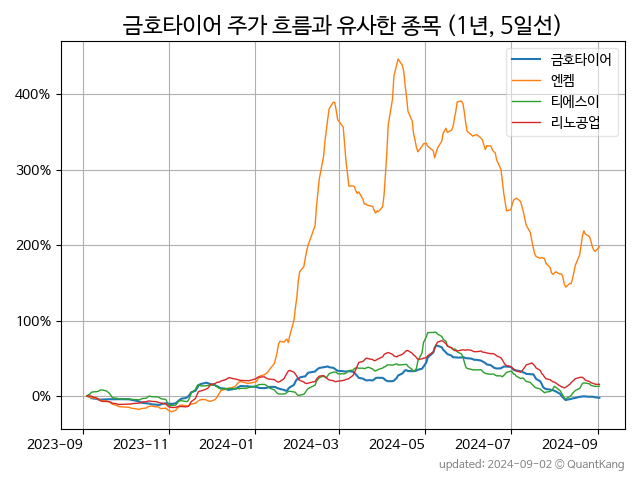 금호타이어 주가 흐름과 유사한 종목 (1년, 5일선)
금호타이어
엔켐
티에스이
리노공업
400%
300%
200%
100%
0%
2023-09 2023-11 2024-01 2024-03 2024-05 2024-07 2024-09
updated: 2024-09-02 © QuantKang